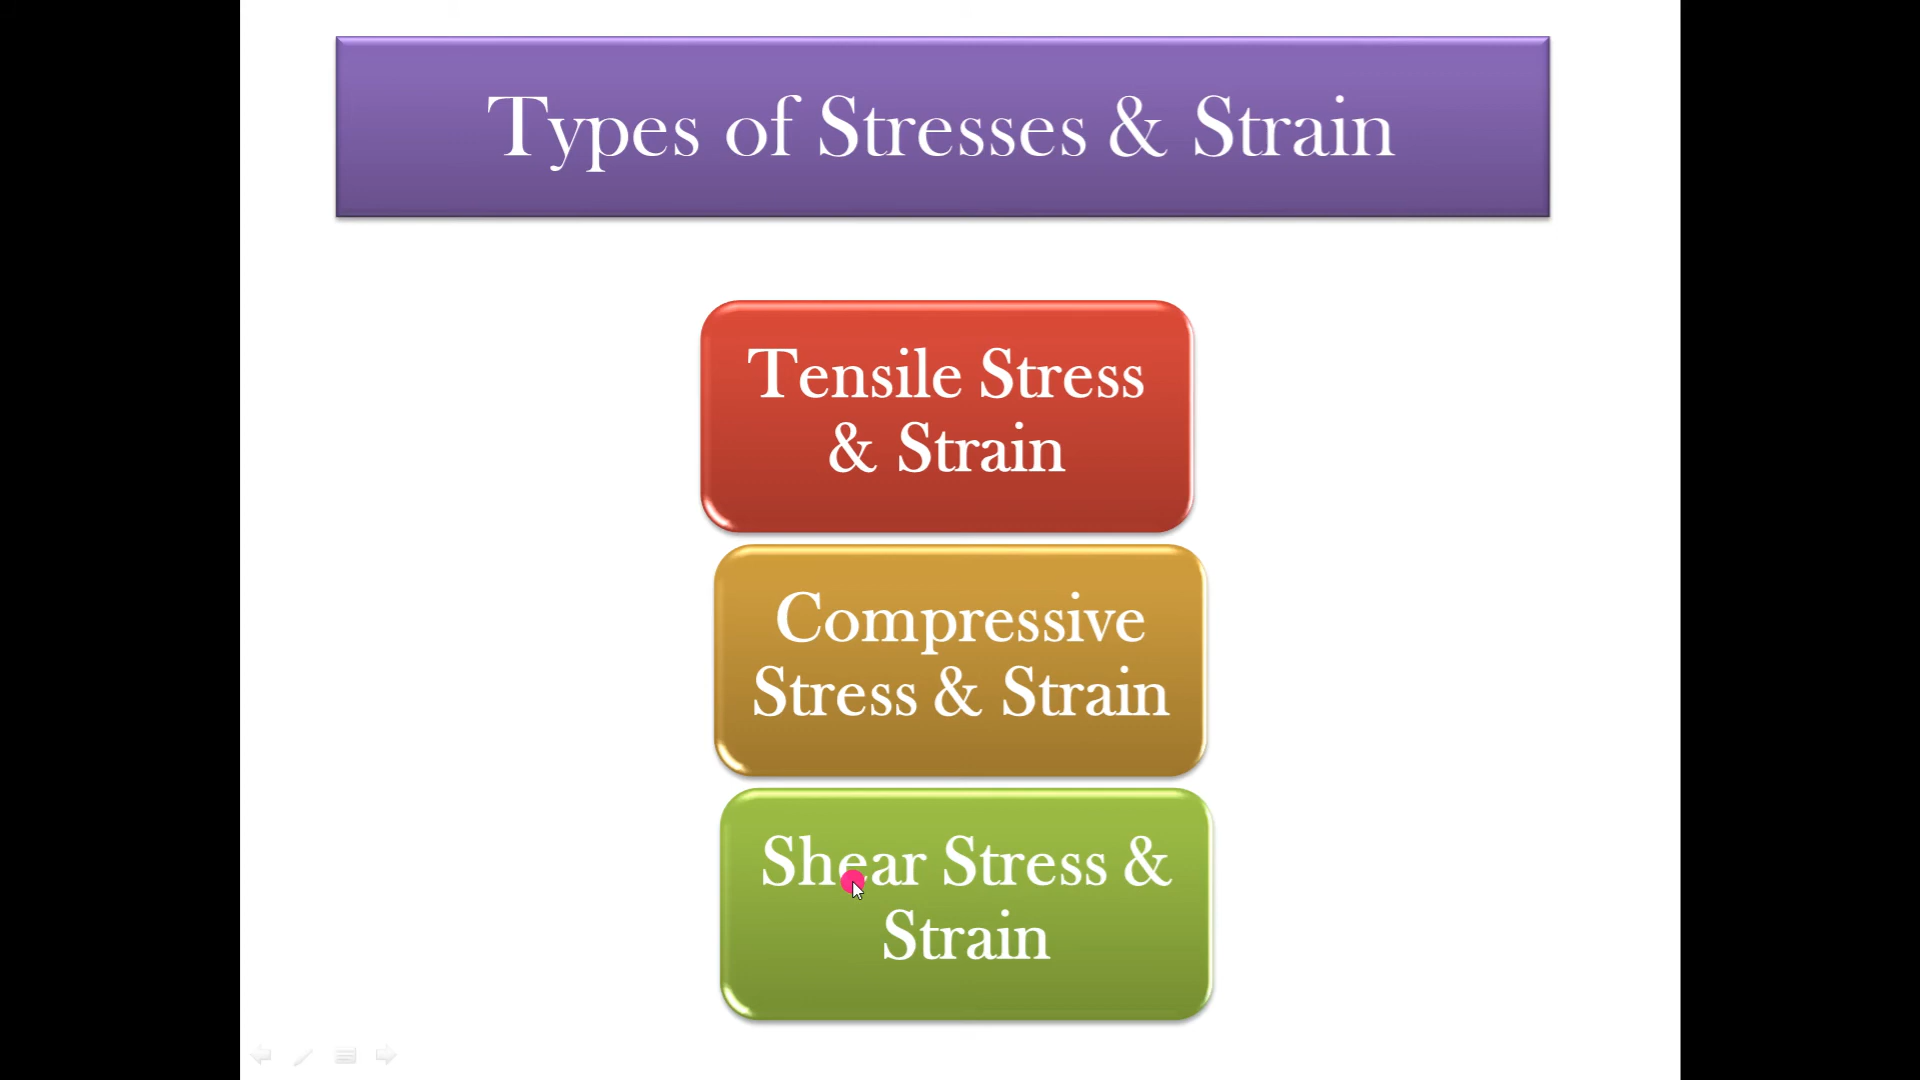 Types of Stresses & Strain
Tensile Stress
& Strain
Compressive
Stress & Strain
Shear Stress &
Strain